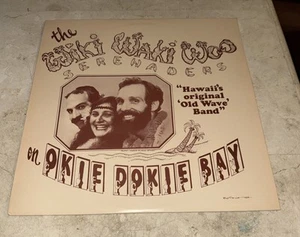 the
Wiki Waki Woo
SERENADERS
"Hawaii's
original
'Old Wave'
Band"
on OKIE DOKIE BAY